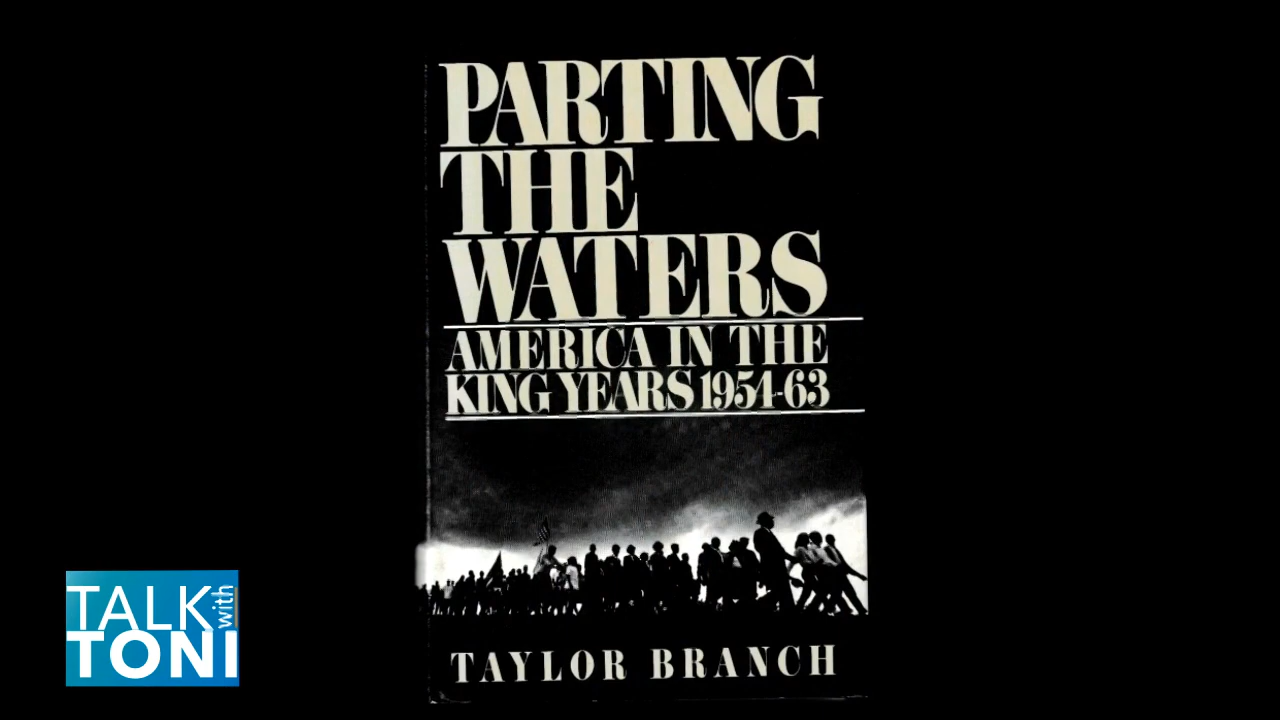 PARTING
THE
WATERS
AMERICA IN THE
KING YEARS 1954-63
TAYLOR BRANCH
TALK with
TONI